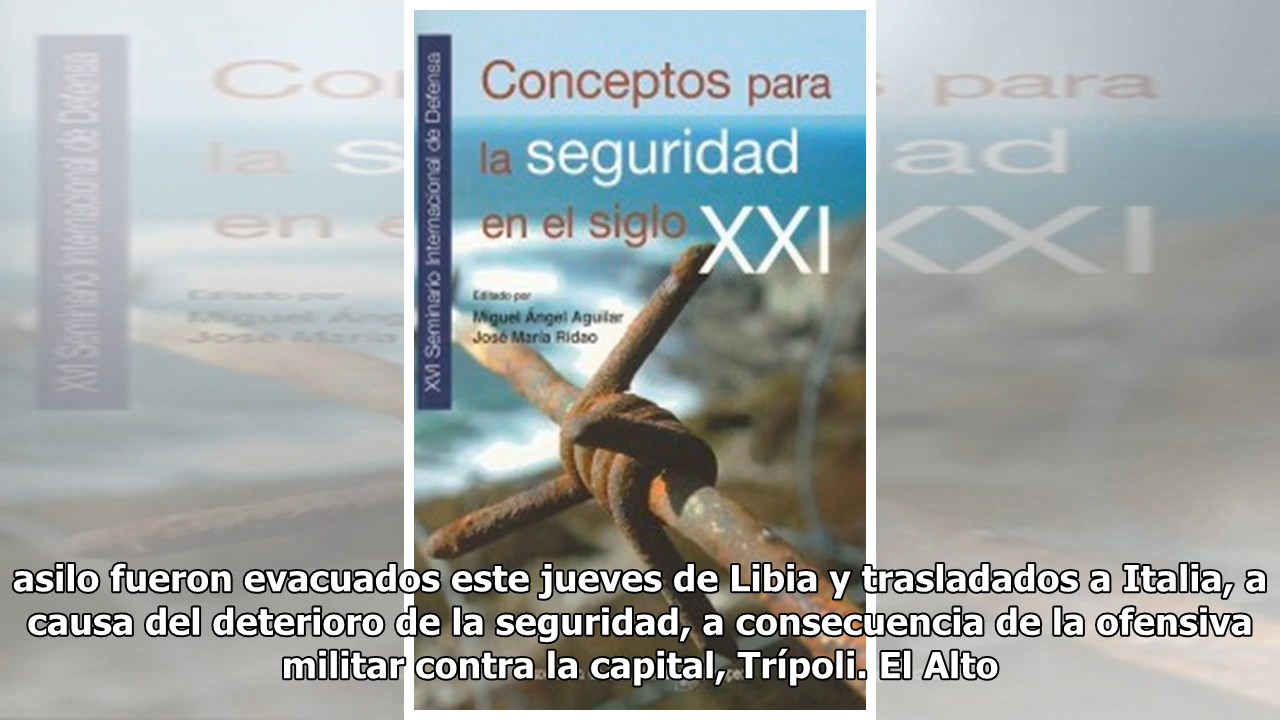 XVI Seminario Internacional de Defensa
Conceptos para
la seguridad
en el siglo XXI
Editado por
Miguel Ángel Aguilar
José María Ridao
asilo fueron evacuados este jueves de Libia y trasladados a Italia, a
causa del deterioro de la seguridad, a consecuencia de la ofensiva
militar contra la capital, Trípoli. El Alto